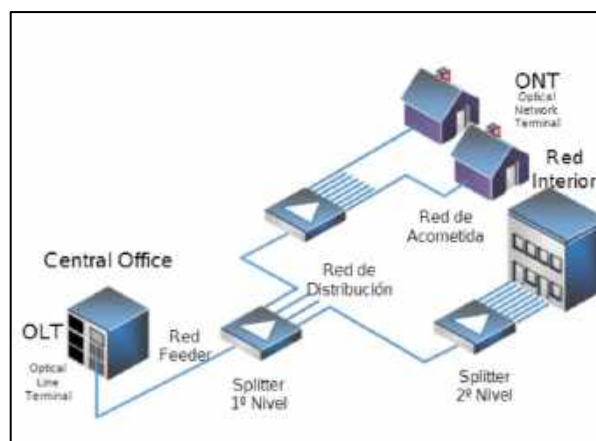 ONT
Optical
Network
Terminal
Red
Interior
Red de
Acometida
Central Office
Red de
Distribución
OLT
Optical
Line
Terminal
Red
Feeder
Splitter
1º Nivel
Splitter
2º Nivel